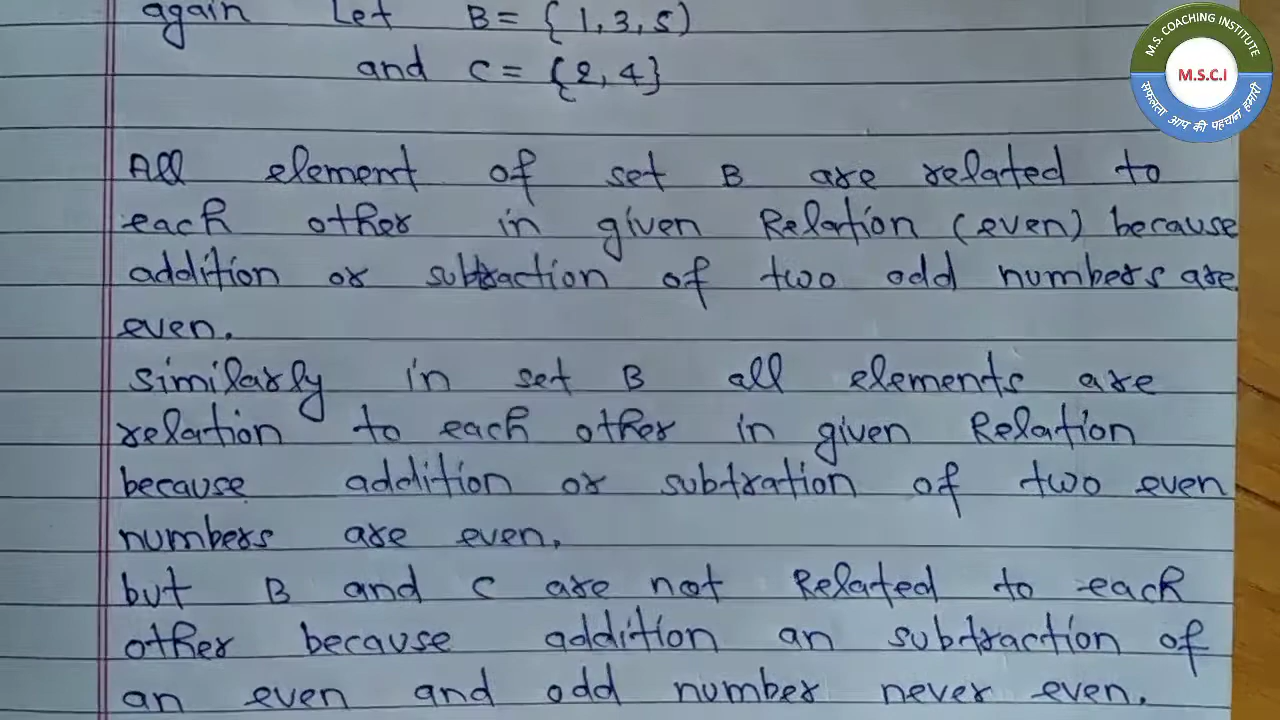 again Let B = { 1, 3, 5 )
and C = { 2, 4 }
All element of set B are related to
each other in given Relation (even) because
addition or subtraction of two odd numbers are
even.
Similarly in set B all elements are
relation to each other in given Relation
because addition or subtration of two even
numbers are even.
but B and C are not Related to each
other because addition an subtraction of
an even and odd number never even.
M.S. COACHING INSTITUTE
M.S.C.I
सफलता आप की पहचान हमारी